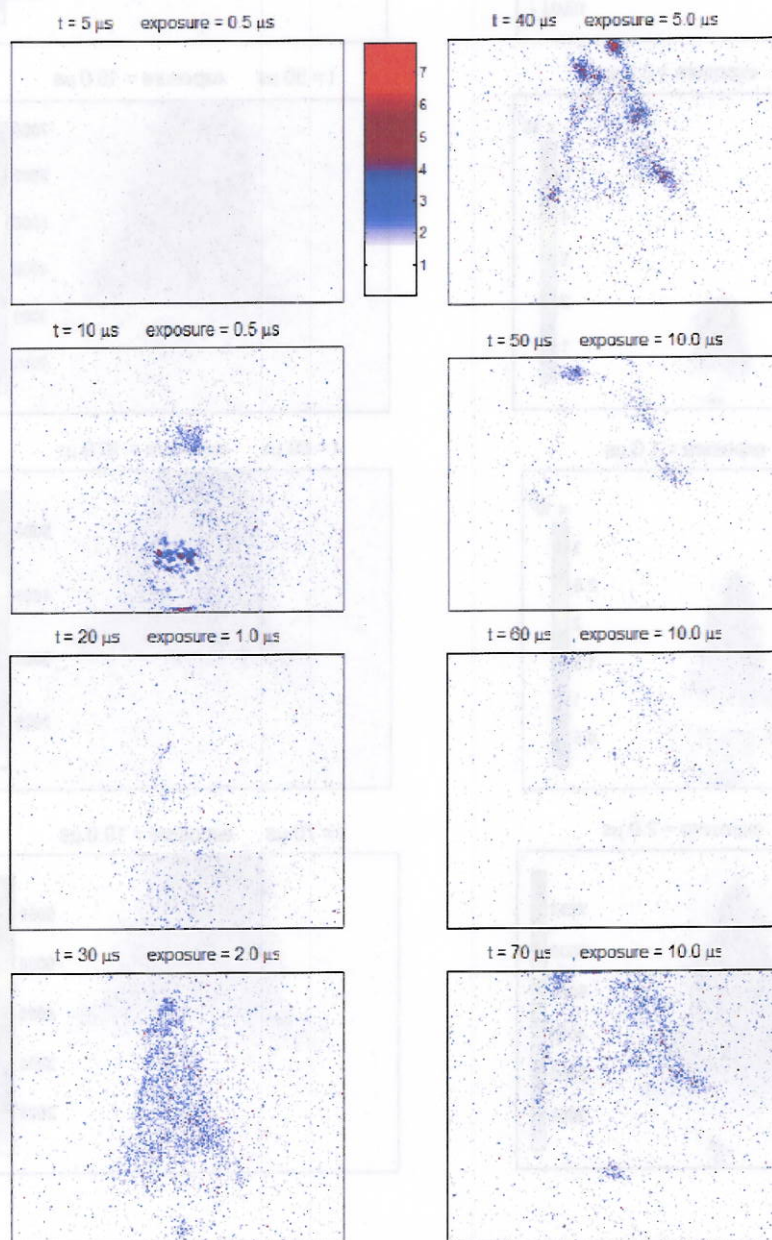 t = 5 µs exposure = 0.5 µs
7
6
5
4
3
2
1
t = 10 µs exposure = 0.5 µs
t = 20 µs exposure = 1.0 µs
t = 30 µs exposure = 2.0 µs
t = 40 µs exposure = 5.0 µs
t = 50 µs exposure = 10.0 µs
t = 60 µs exposure = 10.0 µs
t = 70 µs exposure = 10.0 µs